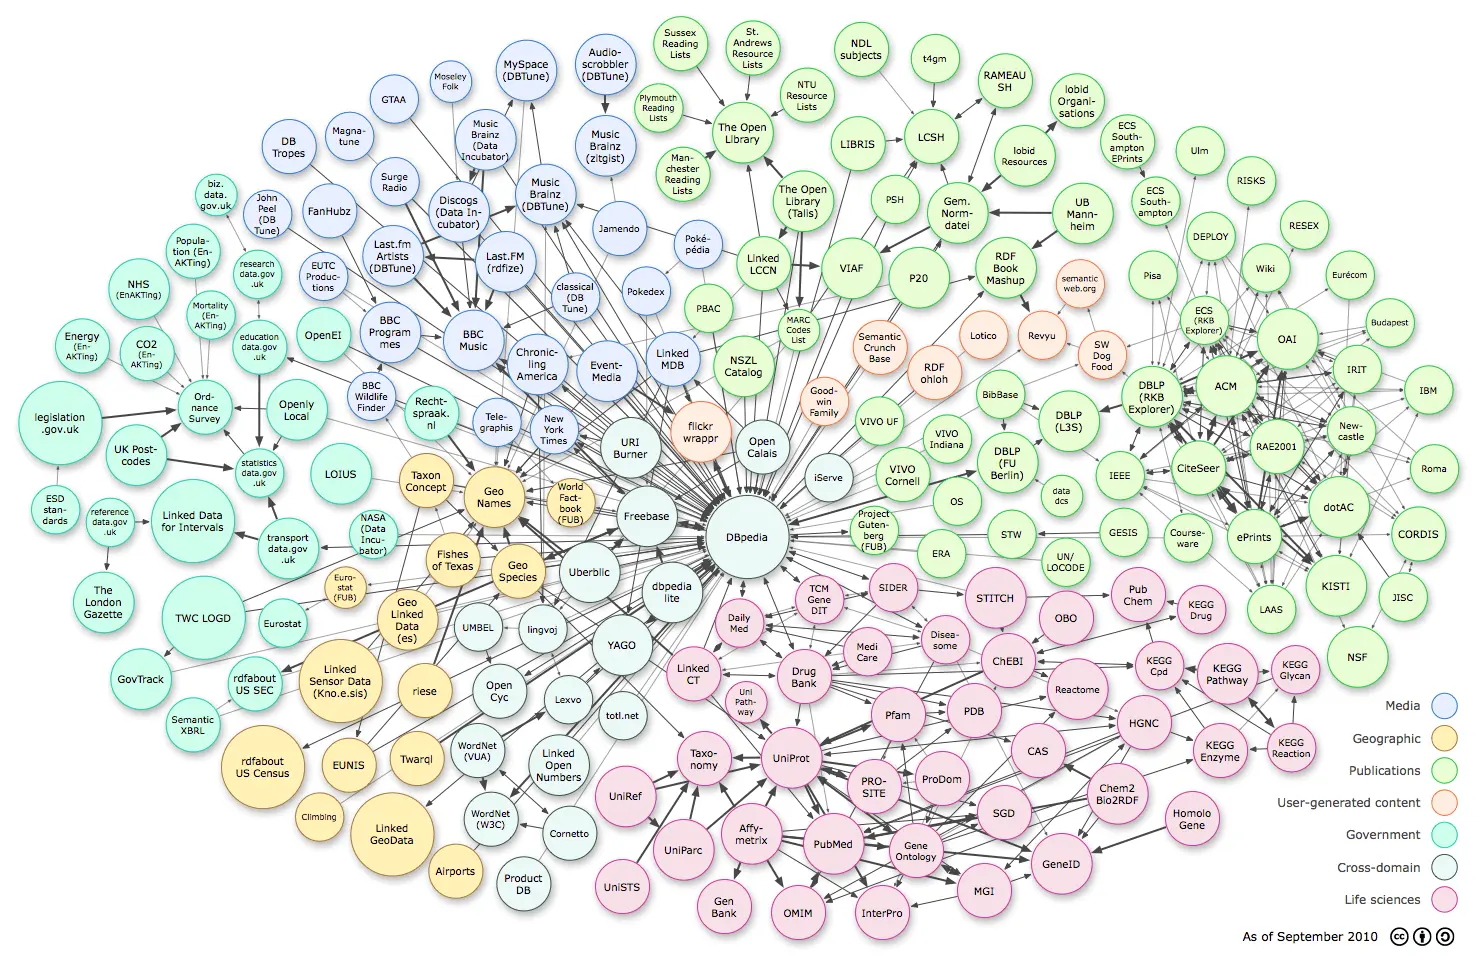 Sussex
Reading
Lists
St.
Andrews
Resource
Lists
NDL
subjects
t4gm
RAMEAU
SH
lobid
Organi-
sations
Audio-
scrobbler
(DBTune)
MySpace
(DBTune)
Moseley
Folk
GTAA
Plymouth
Reading
Lists
NTU
Resource
Lists
The Open
Library
LIBRIS
LCSH
lobid
Resources
ECS
South-
ampton
EPrints
Ulm
Magna-
tune
DB
Tropes
Music
Brainz
(Data
Incubator)
Music
Brainz
(zitgist)
Man-
chester
Reading
Lists
RISKS
biz.
data.
gov.uk
John
Peel
(DB
Tune)
FanHubz
Surge
Radio
Discogs
(Data In-
cubator)
Music
Brainz
(DBTune)
The Open
Library
(Talis)
PSH
Gem.
Norm-
datei
UB
Mann-
heim
ECS
South-
ampton
RESEX
Popula-
tion (En-
AKTing)
research
data.gov
.uk
EUTC
Produc-
tions
Last.fm
Artists
(DBTune)
Last.FM
(rdfize)
Jamendo
Poké-
pédia
Linked
LCCN
VIAF
P20
RDF
Book
Mashup
DEPLOY
Wiki
Eurécom
NHS
(EnAKTing)
Mortality
(En-
AKTing)
classical
(DB
Tune)
Pokedex
PBAC
MARC
Codes
List
semantic
web.org
Pisa
ECS
(RKB
Explorer)
OAI
Budapest
Energy
(En-
AKTing)
CO2
(En-
AKTing)
education
data.gov
.uk
OpenEI
BBC
Program
mes
BBC
Music
Chronic-
ling
America
Event-
Media
Linked
MDB
NSZL
Catalog
Semantic
Crunch
Base
Lotico
Revyu
SW
Dog
Food
RDF
ohloh
IRIT
IBM
legislation
.gov.uk
Ord-
nance
Survey
Openly
Local
BBC
Wildlife
Finder
Recht-
spraak.
nl
Tele-
graphis
New
York
Times
URI
Burner
flickr
wrappr
Open
Calais
Good-
win
Family
VIVO UF
BibBase
DBLP
(L3S)
DBLP
(RKB
Explorer)
ACM
RAE2001
New-
castle
Roma
UK Post-
codes
statistics
data.gov
.uk
LOIUS
Taxon
Concept
Geo
Names
World
Fact-
book
(FUB)
Freebase
DBpedia
iServe
VIVO
Cornell
VIVO
Indiana
DBLP
(FU
Berlin)
data
dcs
IEEE
CiteSeer
dotAC
CORDIS
ESD
stan-
dards
reference
data.gov
.uk
Linked Data
for Intervals
transport
data.gov
.uk
NASA
(Data
Incu-
bator)
Fishes
of Texas
Geo
Species
Uberblic
dbpedia
lite
Project
Guten-
berg
(FUB)
OS
ERA
STW
UN/
LOCODE
GESIS
Course-
ware
ePrints
KISTI
JISC
LAAS
NSF
The
London
Gazette
TWC LOGD
Eurostat
Euro-
stat
(FUB)
Geo
Linked
Data
(es)
UMBEL
lingvoj
YAGO
Daily
Med
TCM
Gene
DIT
SIDER
STITCH
OBO
Pub
Chem
KEGG
Drug
GovTrack
rdfabout
US SEC
Linked
Sensor Data
(Kno.e.sis)
riese
Open
Cyc
Lexvo
totl.net
Linked
CT
Uni
Path-
way
Drug
Bank
Medi
Care
Disea-
some
ChEBI
Reactome
KEGG
Cpd
KEGG
Pathway
KEGG
Glycan
Semantic
XBRL
rdfabout
US Census
EUNIS
Twarql
WordNet
(VUA)
Linked
Open
Numbers
Taxo-
nomy
UniProt
Pfam
PDB
CAS
HGNC
KEGG
Enzyme
KEGG
Reaction
Climbing
Linked
GeoData
WordNet
(W3C)
Cornetto
UniRef
UniParc
Affy-
metrix
PRO-
SITE
ProDom
SGD
Chem2
Bio2RDF
Homolo
Gene
Airports
Product
DB
UniSTS
Gen
Bank
OMIM
PubMed
Gene
Ontology
InterPro
MGI
GeneID
Media
Geographic
Publications
User-generated content
Government
Cross-domain
Life sciences
As of September 2010
cc